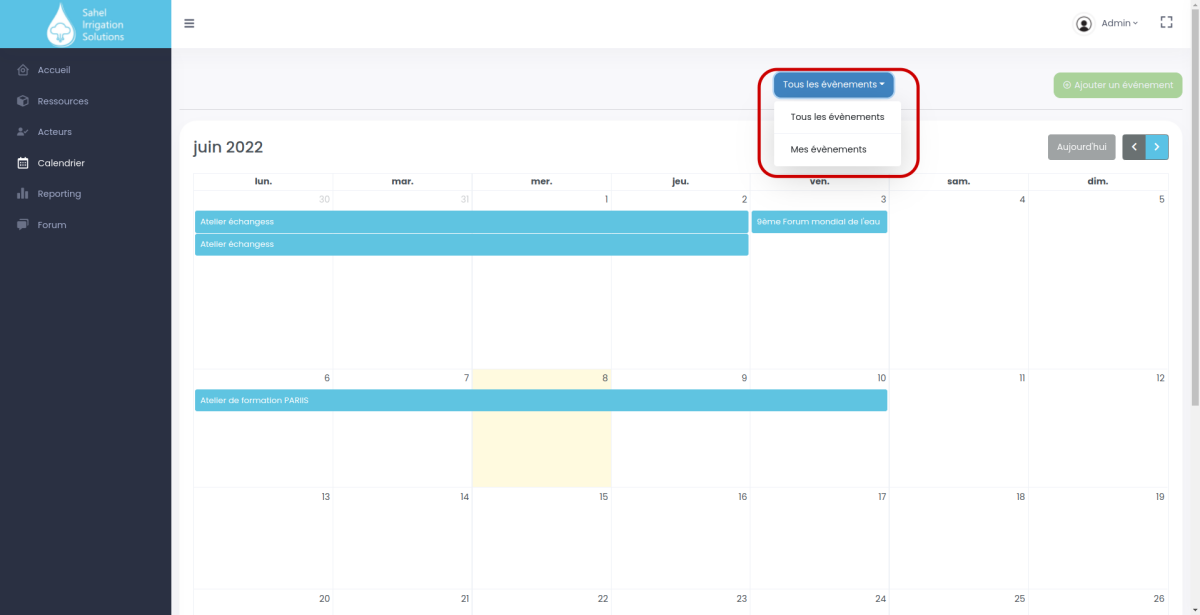 Sahel
Irrigation
Solutions
Admin
Accueil
Ressources
Acteurs
Calendrier
Reporting
Forum
Tous les évènements
Ajouter un évènement
Tous les évènements
Mes évènements
juin 2022
Aujourd'hui
lun. mar. mer. jeu. ven. sam. dim.
30 31 1 2 3 4 5
Atelier échangess
9ème Forum mondial de l'eau
Atelier échangess
6 7 8 9 10 11 12
Atelier de formation PARIIS
13 14 15 16 17 18 19
20 21 22 23 24 25 26